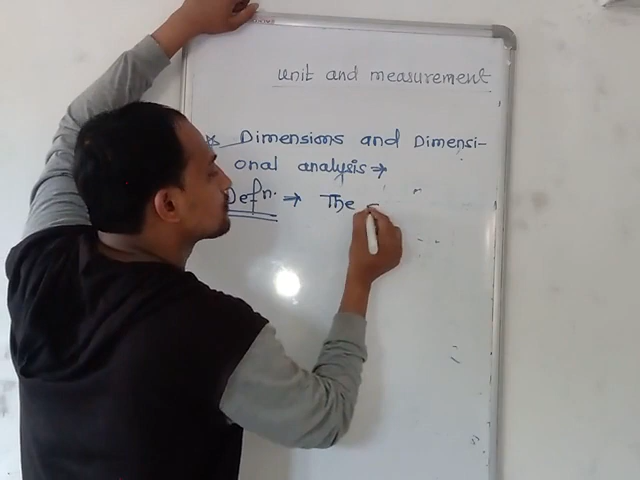 unit and measurement
* Dimensions and Dimensi-
onal analysis →
Defn. → The